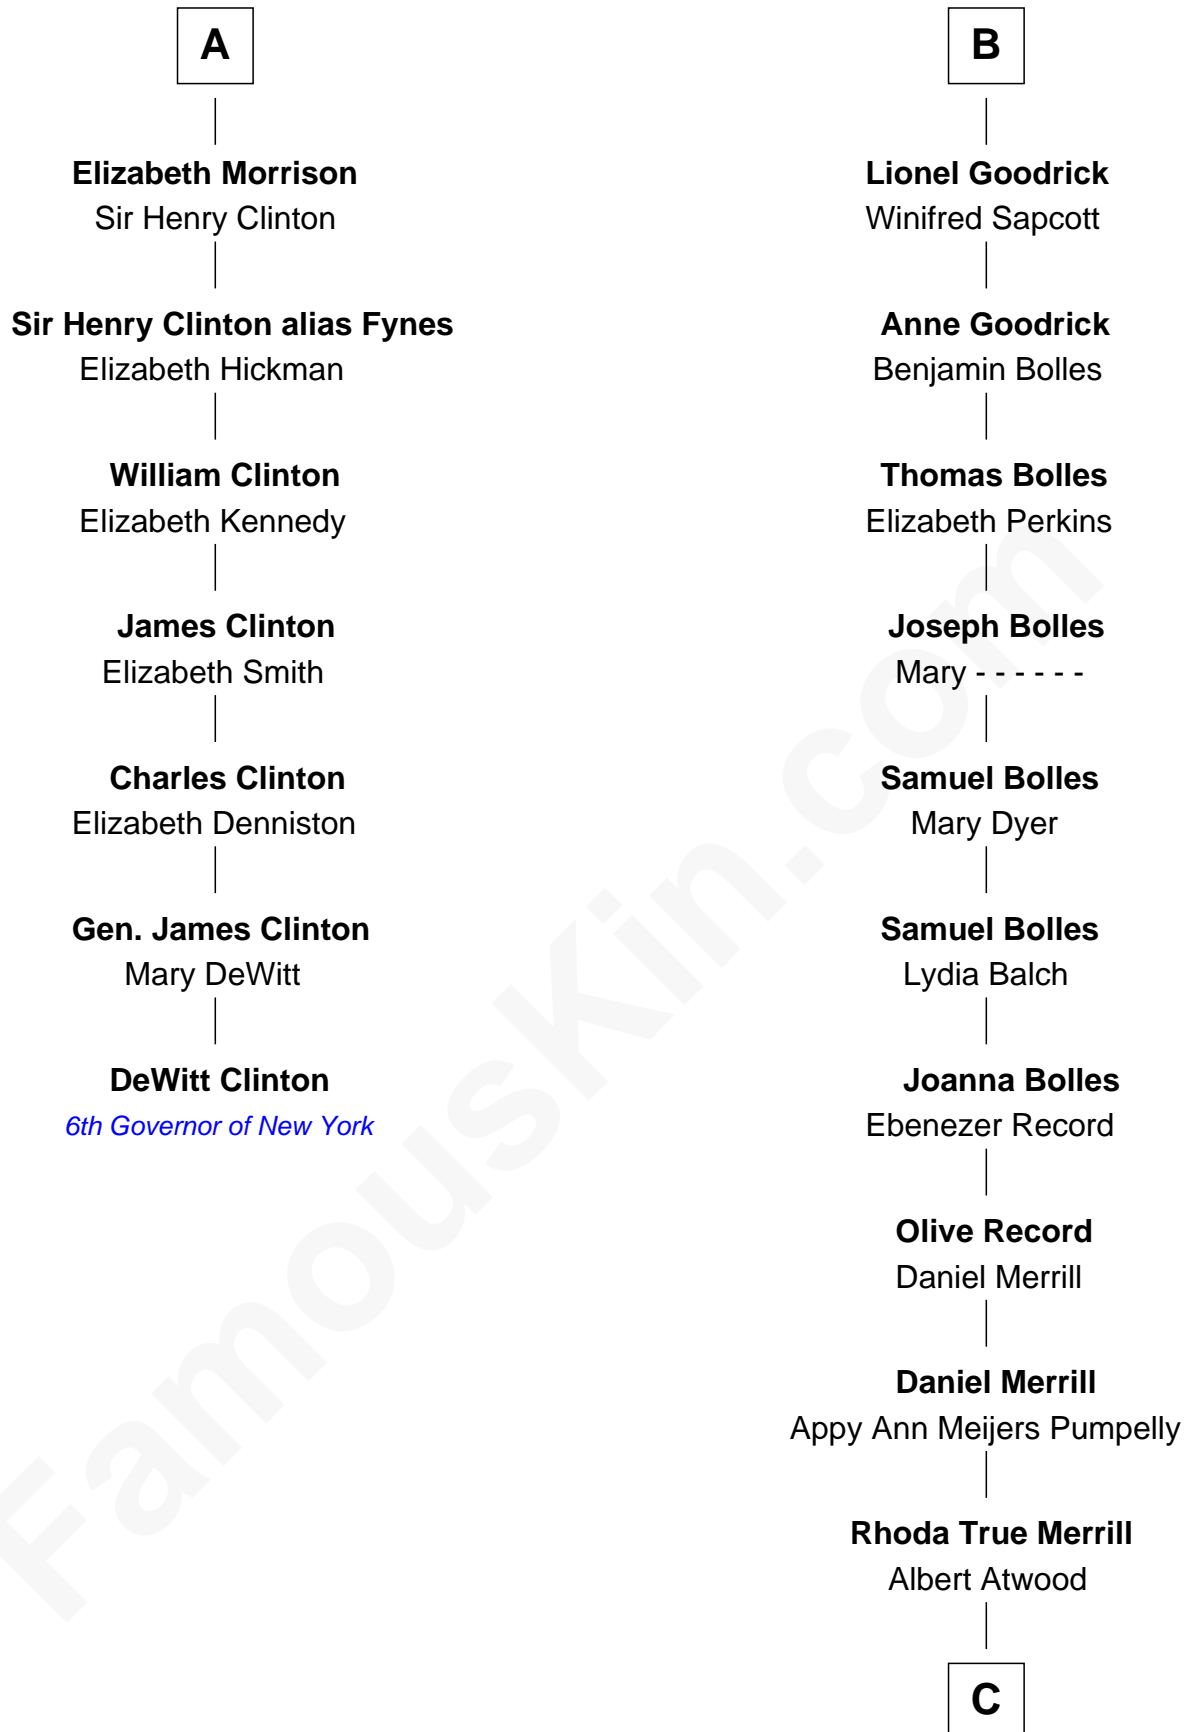 A
Elizabeth Morrison
Sir Henry Clinton
Sir Henry Clinton alias Fynes
Elizabeth Hickman
William Clinton
Elizabeth Kennedy
James Clinton
Elizabeth Smith
Charles Clinton
Elizabeth Denniston
Gen. James Clinton
Mary DeWitt
DeWitt Clinton
6th Governor of New York
B
Lionel Goodrick
Winifred Sapcott
Anne Goodrick
Benjamin Bolles
Thomas Bolles
Elizabeth Perkins
Joseph Bolles
Mary - - - - - -
Samuel Bolles
Mary Dyer
Samuel Bolles
Lydia Balch
Joanna Bolles
Ebenezer Record
Olive Record
Daniel Merrill
Daniel Merrill
Appy Ann Meijers Pumpelly
Rhoda True Merrill
Albert Atwood
C
FamousKin.com